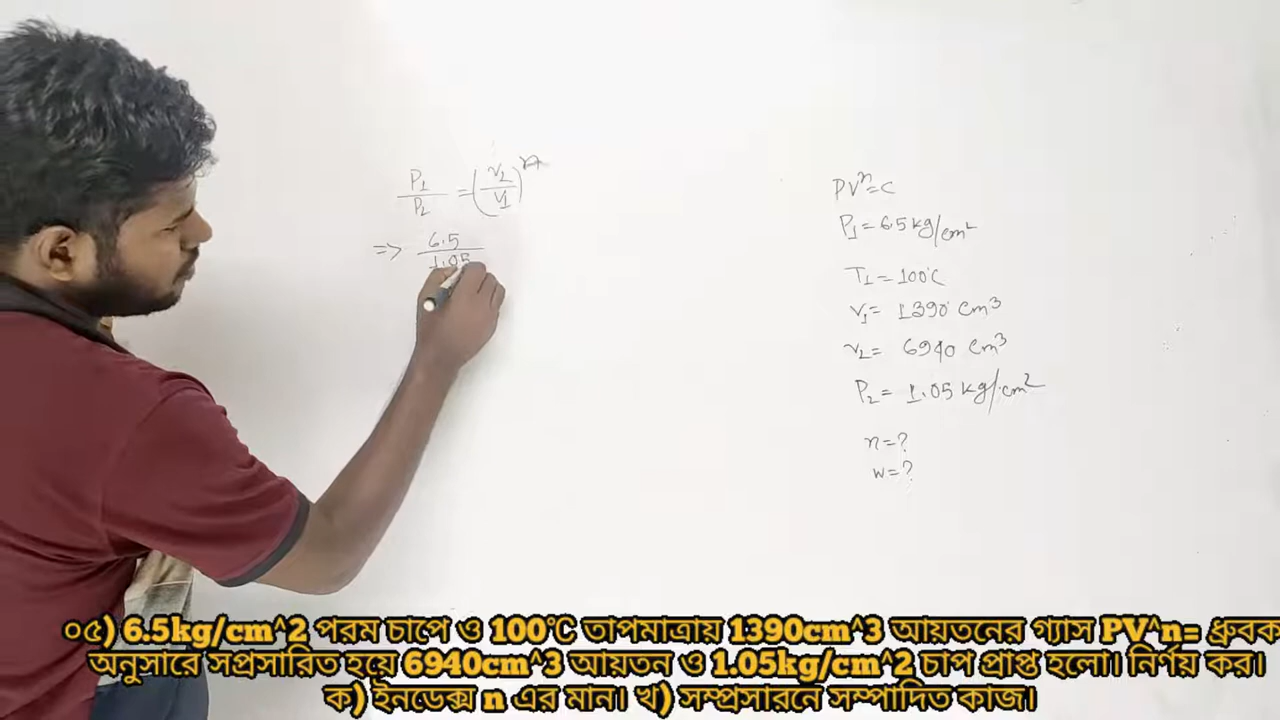 P₁/P₂ = (V₂/V₁)ⁿ
=> 6.5/1.05
PVⁿ=C
P₁ = 6.5 kg/cm²
T₁ = 100°C
V₁ = 1390 cm³
V₂ = 6940 cm³
P₂ = 1.05 kg/cm²
n = ?
w = ?
০৫) 6.5kg/cm^2 পরম চাপে ও 100℃ তাপমাত্রায় 1390cm^3 আয়তনের গ্যাস PV^n= ধ্রুবক
অনুসারে সপ্রসারিত হয়ে 6940cm^3 আয়তন ও 1.05kg/cm^2 চাপ প্রাপ্ত হলো। নির্ণয় কর।
ক) ইনডেক্স n এর মান। খ) সম্প্রসারনে সম্পাদিত কাজ।